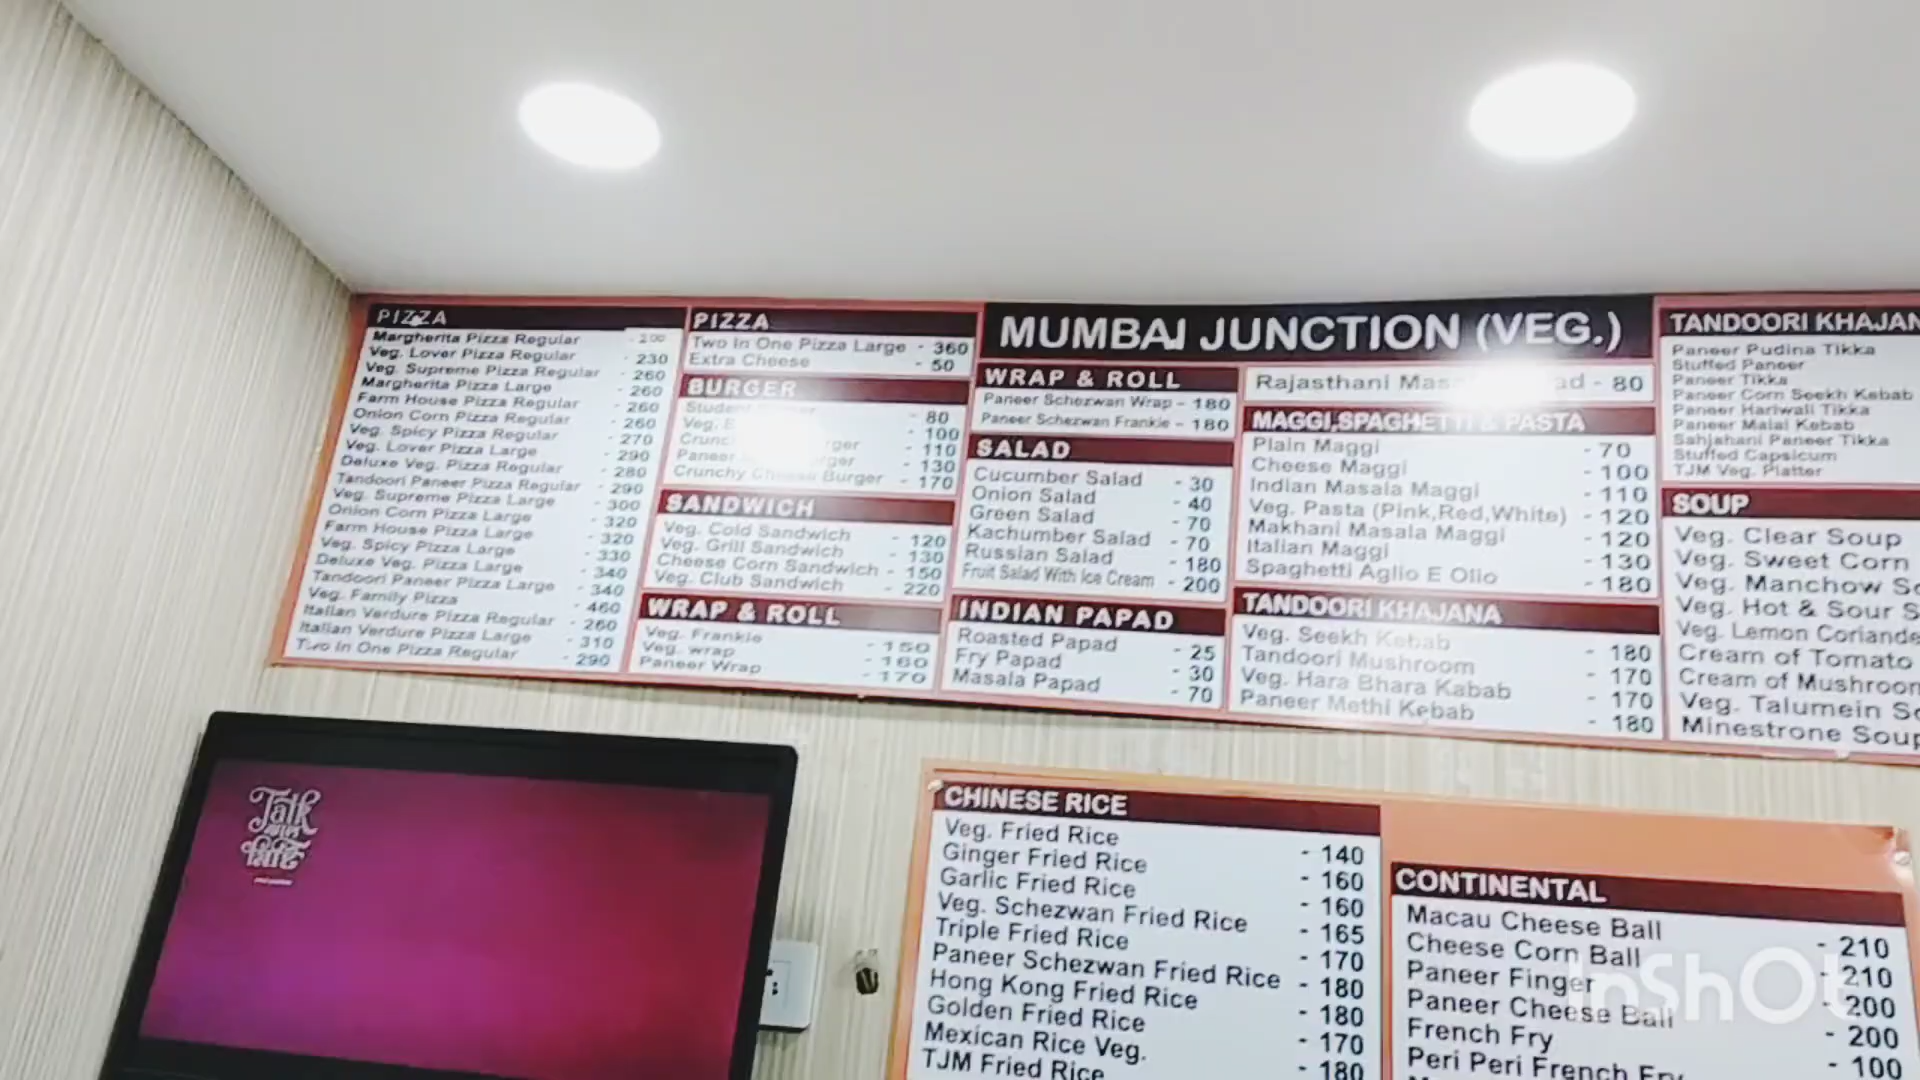 PIZZA
Margherita Pizza Regular - 200
Veg. Lover Pizza Regular - 230
Veg. Supreme Pizza Regular - 260
Margherita Pizza Large - 260
Farm House Pizza Regular - 260
Onion Corn Pizza Regular - 260
Veg. Spicy Pizza Regular - 270
Veg. Lover Pizza Large - 290
Deluxe Veg. Pizza Regular - 280
Tandoori Paneer Pizza Regular - 290
Veg. Supreme Pizza Large - 300
Onion Corn Pizza Large - 320
Farm House Pizza Large - 320
Veg. Spicy Pizza Large - 330
Deluxe Veg. Pizza Large - 340
Tandoori Paneer Pizza Large - 340
Veg. Family Pizza - 460
Italian Verdure Pizza Regular - 260
Italian Verdure Pizza Large - 310
Two In One Pizza Regular - 290
PIZZA
Two In One Pizza Large - 360
Extra Cheese - 50
BURGER
Student - 80
Veg. - 100
- 110
Paneer - 130
Crunchy Cheese Burger - 170
SANDWICH
Veg. Cold Sandwich - 120
Veg. Grill Sandwich - 130
Cheese Corn Sandwich - 150
Veg. Club Sandwich - 220
WRAP & ROLL
Veg. Frankie - 150
Veg. wrap - 160
Paneer Wrap - 170
MUMBAI JUNCTION (VEG.)
WRAP & ROLL
Paneer Schezwan Wrap - 180
Paneer Schezwan Frankie - 180
SALAD
Cucumber Salad - 30
Onion Salad - 40
Green Salad - 70
Kachumber Salad - 70
Russian Salad - 180
Fruit Salad With Ice Cream - 200
INDIAN PAPAD
Roasted Papad - 25
Fry Papad - 30
Masala Papad - 70
Rajasthani - 80
MAGGI,SPAGHETTI & PASTA
Plain Maggi - 70
Cheese Maggi - 100
Indian Masala Maggi - 110
Veg. Pasta (Pink,Red,White) - 120
Makhani Masala Maggi - 120
Italian Maggi - 130
Spaghetti Aglio E Olio - 180
TANDOORI KHAJANA
Veg. Seekh Kebab - 180
Tandoori Mushroom - 170
Veg. Hara Bhara Kabab - 170
Paneer Methi Kebab - 180
TANDOORI KHAJAN
Paneer Pudina Tikka
Stuffed Paneer
Paneer Tikka
Paneer Corn Seekh Kebab
Paneer Hariwali Tikka
Paneer Malai Kebab
Sahjahani Paneer Tikka
Stuffed Capsicum
TJM Veg. Platter
SOUP
Veg. Clear Soup
Veg. Sweet Corn
Veg. Manchow So
Veg. Hot & Sour S
Veg. Lemon Coriande
Cream of Tomato
Cream of Mushroom
Veg. Talumein So
Minestrone Soup
Talk
CHINESE RICE
Veg. Fried Rice - 140
Ginger Fried Rice - 160
Garlic Fried Rice - 160
Veg. Schezwan Fried Rice - 165
Triple Fried Rice - 170
Paneer Schezwan Fried Rice - 180
Hong Kong Fried Rice - 180
Golden Fried Rice - 170
Mexican Rice Veg. - 180
TJM Fried Rice
CONTINENTAL
Macau Cheese Ball - 210
Cheese Corn Ball - 210
Paneer Finger - 200
Paneer Cheese Ball - 200
French Fry - 100
Peri Peri French Fry
InShOt